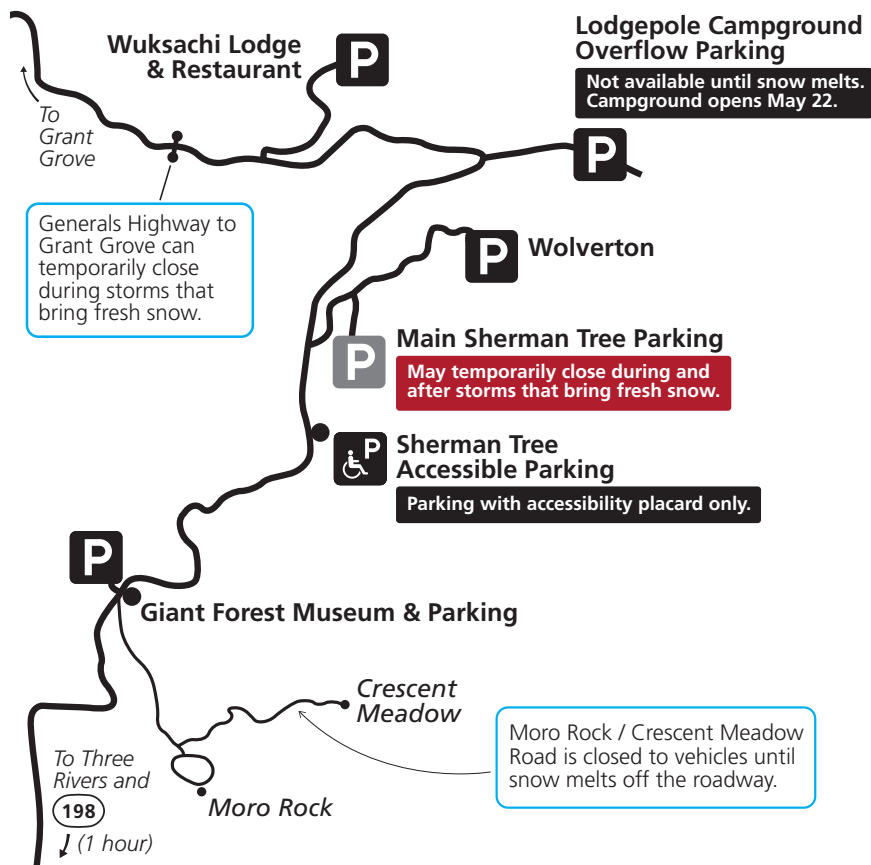 Wuksachi Lodge
& Restaurant
P
Lodgepole Campground
Overflow Parking
Not available until snow melts.
Campground opens May 22.
P
To
Grant
Grove
Generals Highway to
Grant Grove can
temporarily close
during storms that
bring fresh snow.
P
Wolverton
P
Main Sherman Tree Parking
May temporarily close during and
after storms that bring fresh snow.
P
Sherman Tree
Accessible Parking
Parking with accessibility placard only.
P
Giant Forest Museum & Parking
Crescent
Meadow
Moro Rock / Crescent Meadow
Road is closed to vehicles until
snow melts off the roadway.
Moro Rock
To Three
Rivers and
198
(1 hour)